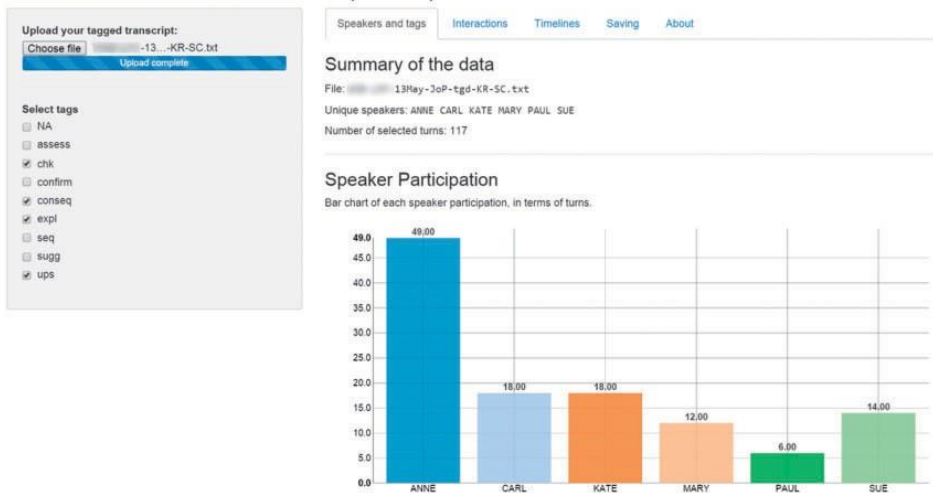 Upload your tagged transcript:
Choose file -13...-KR-SC.txt
Upload complete
Select tags
NA
assess
chk
confirm
conseq
expl
seq
sugg
ups
Speakers and tags Interactions Timelines Saving About
Summary of the data
File: 13May-JoP-tgd-KR-SC.txt
Unique speakers: ANNE CARL KATE MARY PAUL SUE
Number of selected turns: 117
Speaker Participation
Bar chart of each speaker participation, in terms of turns.
49.0
45.0
40.0
35.0
30.0
25.0
20.0
15.0
10.0
5.0
0.0
49,00
18,00
18,00
12,00
6,00
14,00
ANNE CARL KATE MARY PAUL SUE